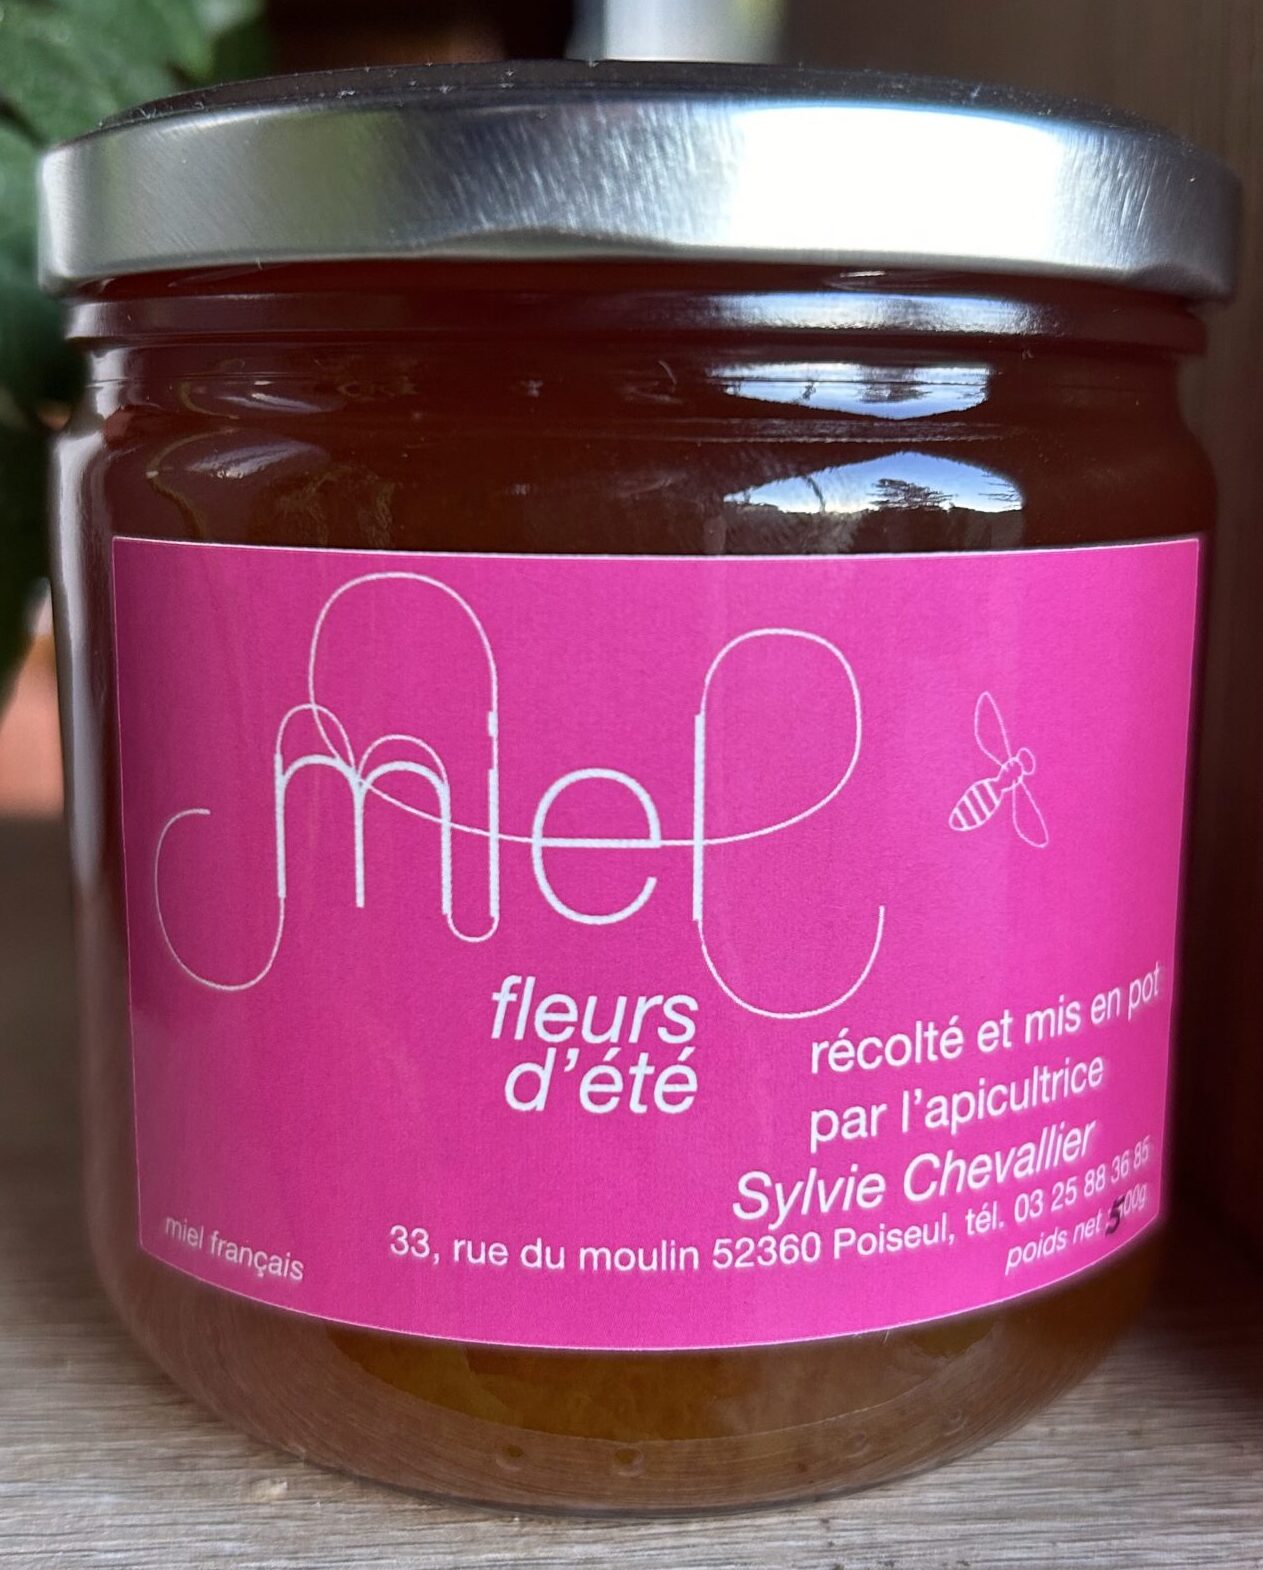 miel
fleurs
d'été
récolté et mis en pot
par l'apicultrice
Sylvie Chevallier
33, rue du moulin 52360 Poiseul, tél. 03 25 88 36 85
miel français
poids net 500g